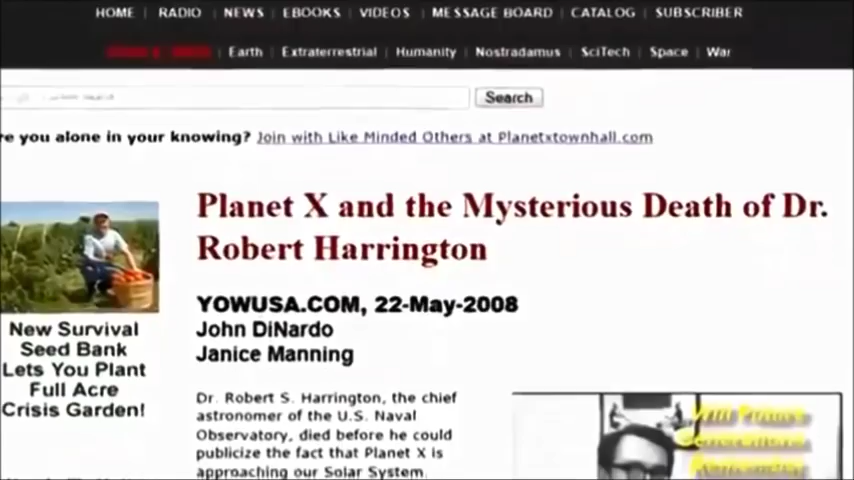 HOME | RADIO | NEWS | EBOOKS | VIDEOS | MESSAGE BOARD | CATALOG | SUBSCRIBER
| Earth | Extraterrestrial | Humanity | Nostradamus | SciTech | Space | War
Search
re you alone in your knowing? Join with Like Minded Others at Planetxtownhall.com
Planet X and the Mysterious Death of Dr.
Robert Harrington
YOWUSA.COM, 22-May-2008
John DiNardo
Janice Manning
New Survival
Seed Bank
Lets You Plant
Full Acre
Crisis Garden!
Dr. Robert S. Harrington, the chief
astronomer of the U.S. Naval
Observatory, died before he could
publicize the fact that Planet X is
approaching our Solar System.
Will Future
Generations
Remember